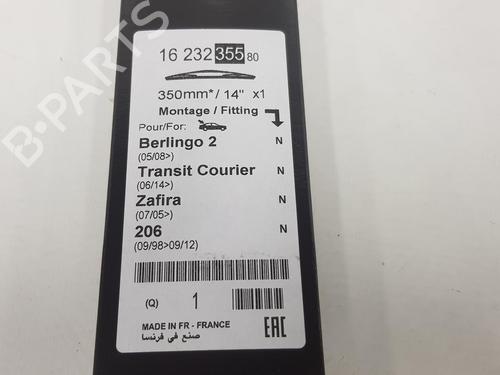 16 232 355 80
350mm*/ 14" x1
Montage / Fitting
Pour/For:
Berlingo 2 N
(05/08>)
Transit Courier N
(06/14>)
Zafira N
(07/05>)
206 N
(09/98>09/12)
(Q) 1
MADE IN FR - FRANCE
صنع في فرنسا
EAC
B-PARTS